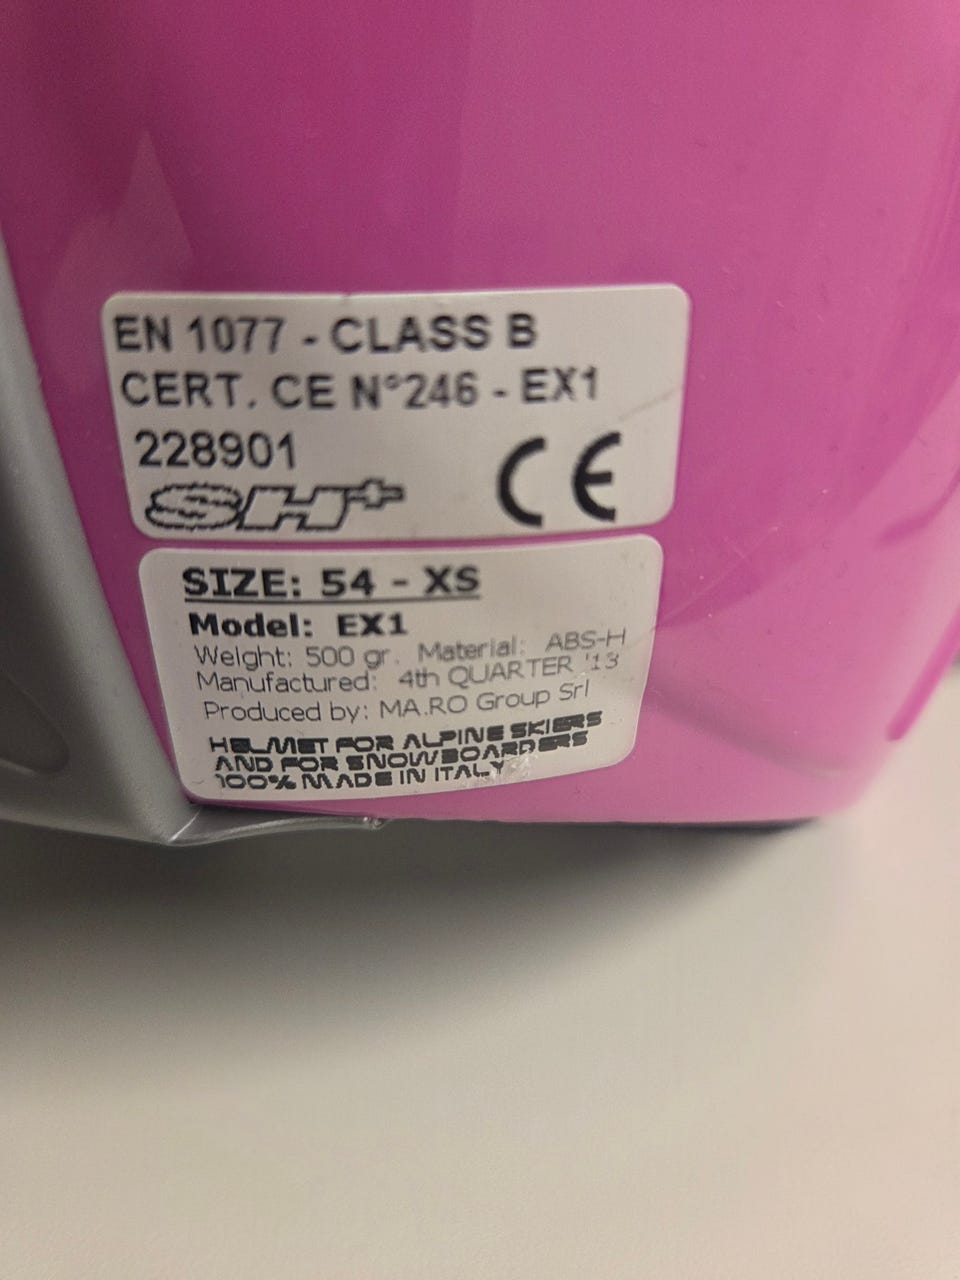 EN 1077 - CLASS B
CERT. CE N°246 - EX1
228901
SH+ CE
SIZE: 54 - XS
Model: EX1
Weight: 500 gr. Material: ABS-H
Manufactured: 4th QUARTER '13
Produced by: MA.RO Group Srl
HELMET FOR ALPINE SKIERS
AND FOR SNOWBOARDERS
100% MADE IN ITALY